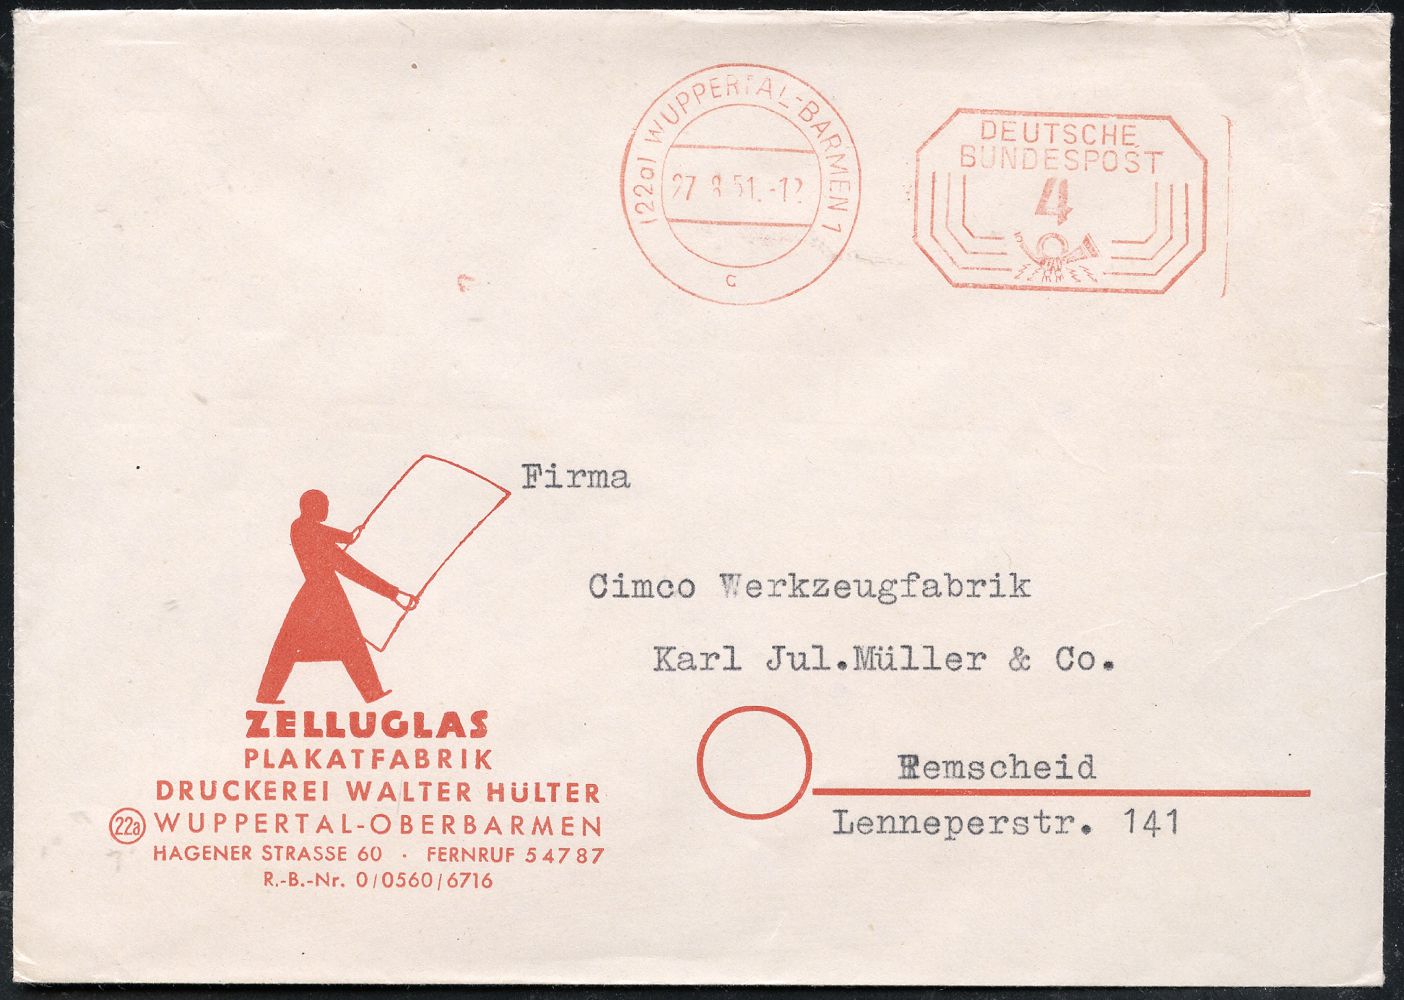 (22a) WUPPERTAL-BARMEN 1
27.8.51.-12
c
DEUTSCHE
BUNDESPOST
4
Firma
Cimco Werkzeugfabrik
Karl Jul.Müller & Co.
Remscheid
Lenneperstr. 141
ZELLUGLAS
PLAKATFABRIK
DRUCKEREI WALTER HÜLTER
22a WUPPERTAL-OBERBARMEN
HAGENER STRASSE 60 · FERNRUF 54787
R.-B.-Nr. 0/0560/6716